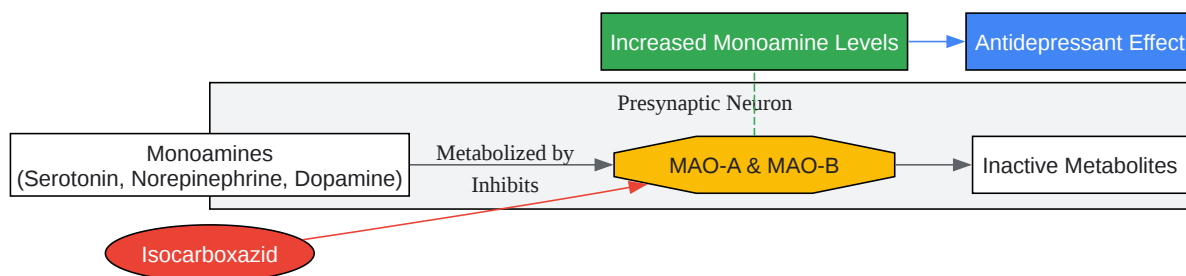 Increased Monoamine Levels
Antidepressant Effect
Presynaptic Neuron
Monoamines
(Serotonin, Norepinephrine, Dopamine)
Metabolized by
MAO-A & MAO-B
Inactive Metabolites
Inhibits
Isocarboxazid